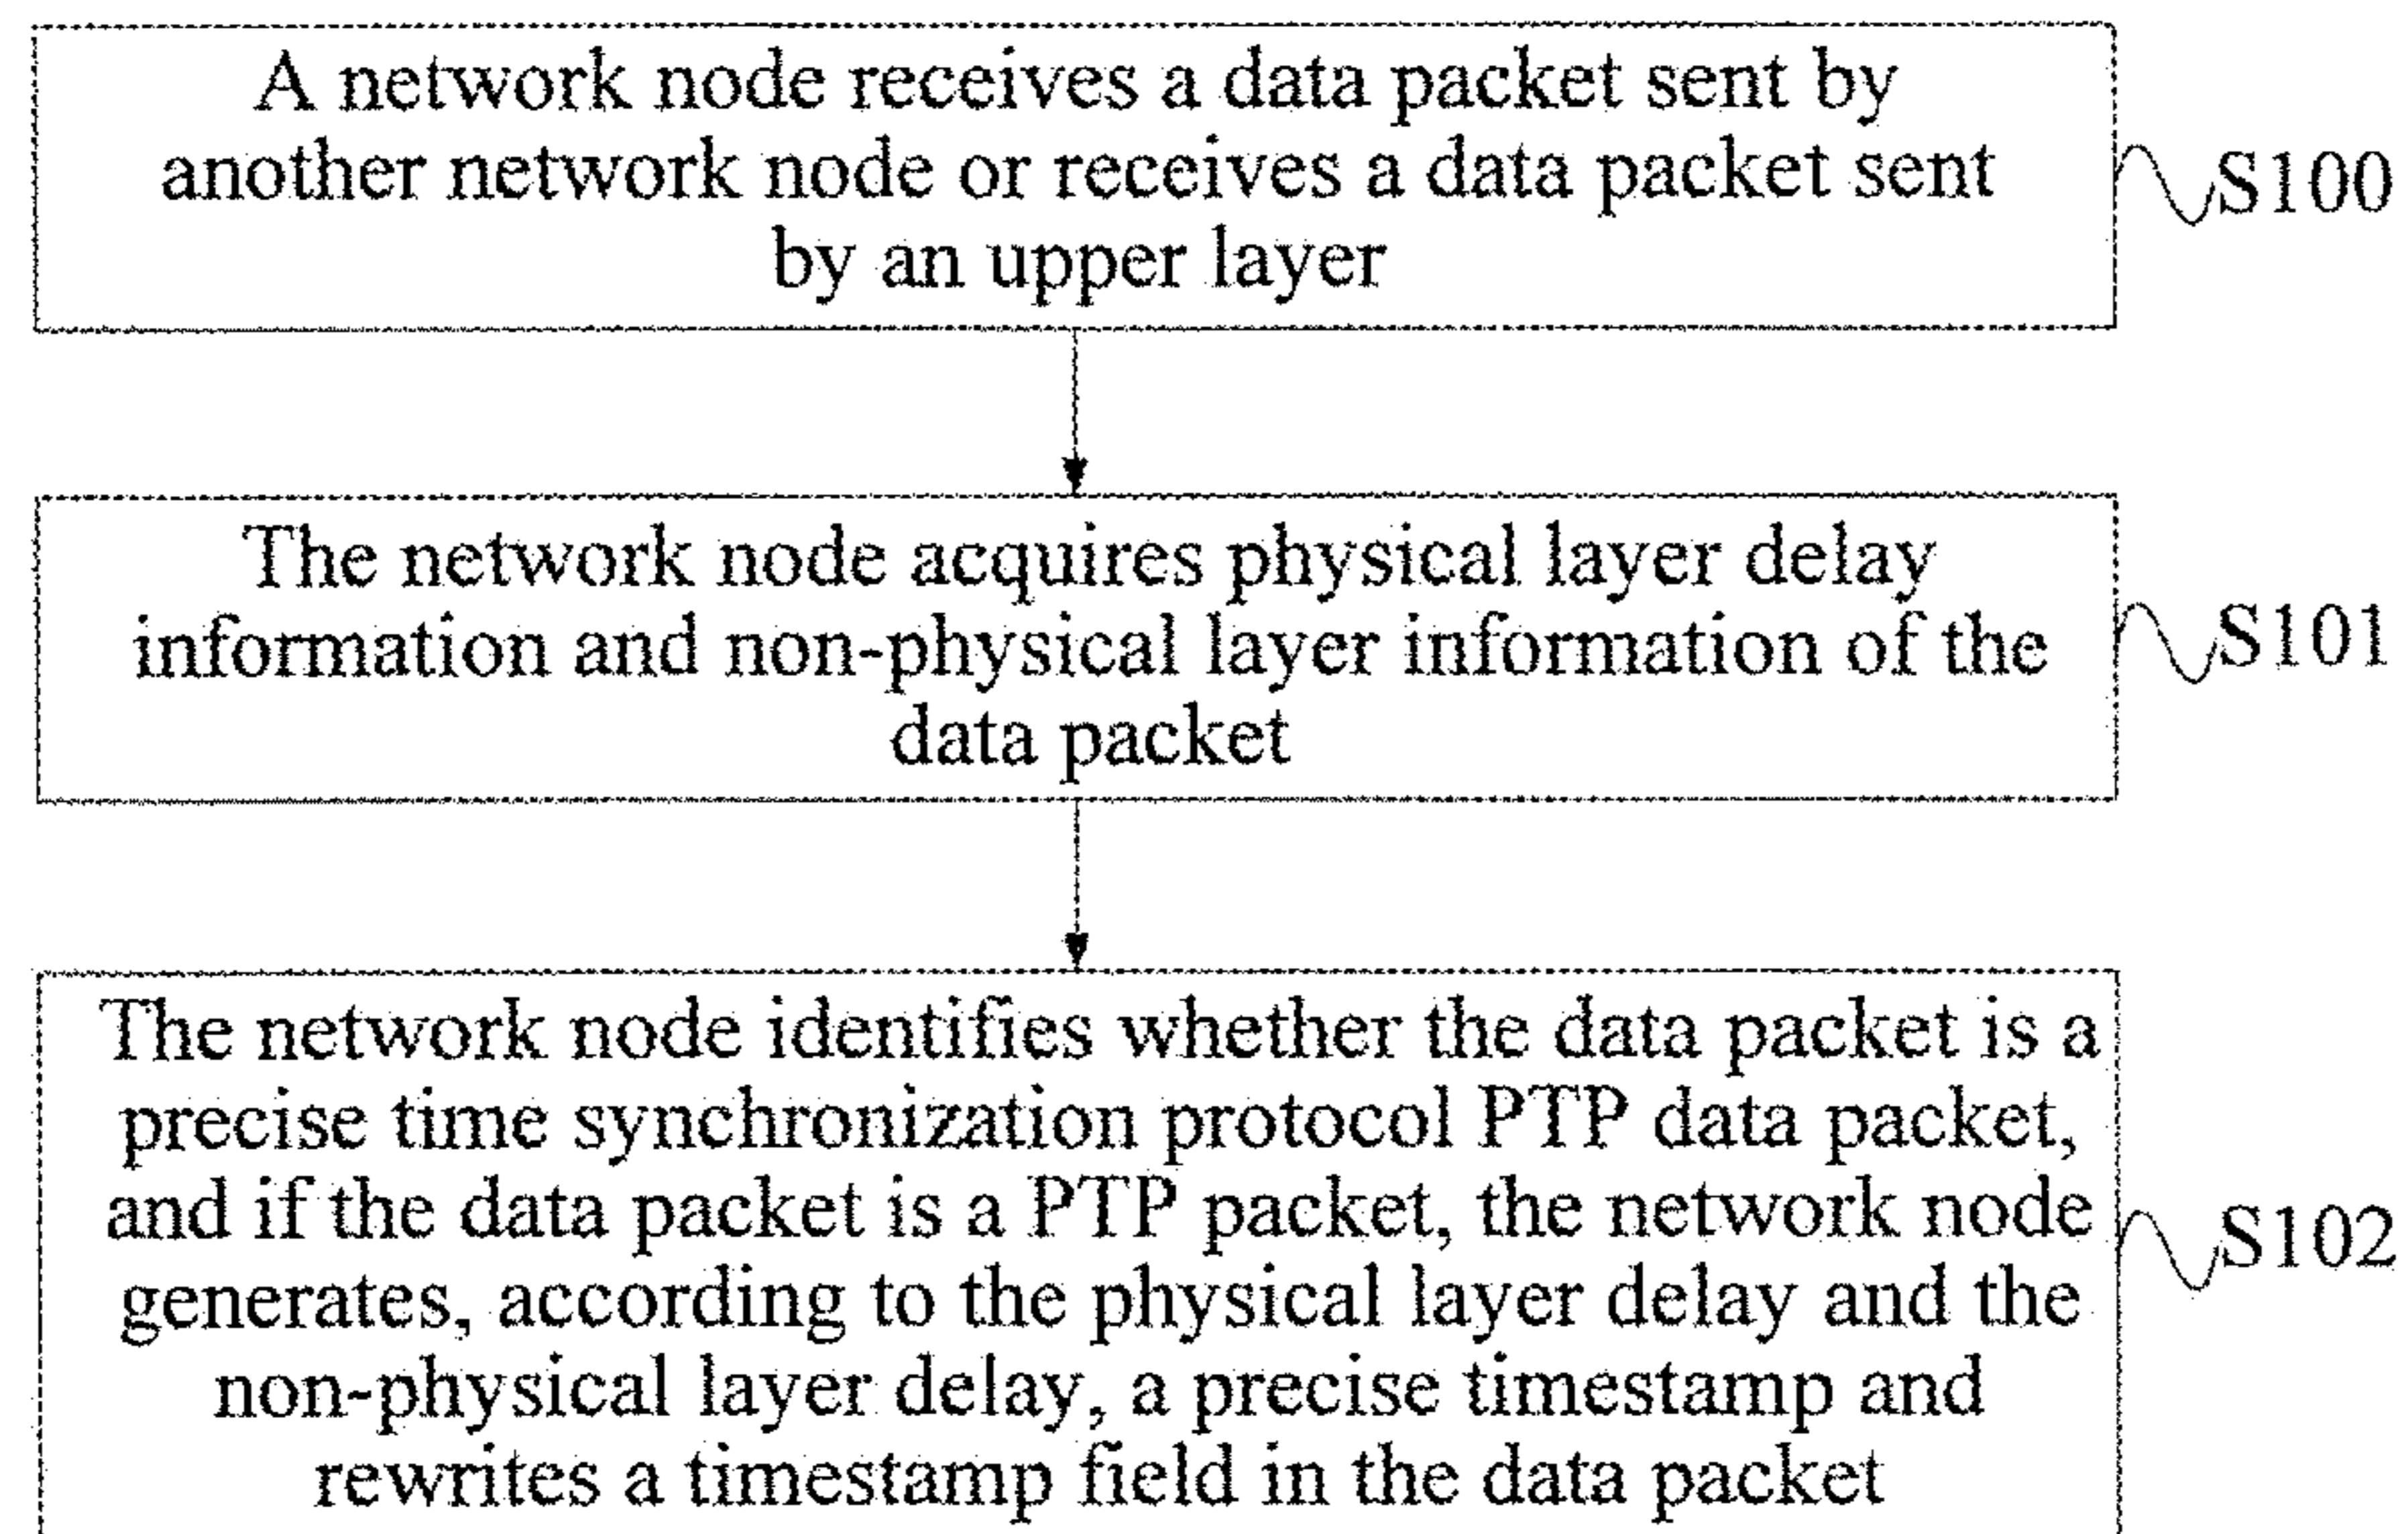 A network node receives a data packet sent by
another network node or receives a data packet sent
by an upper layer
S100
The network node acquires physical layer delay
information and non-physical layer information of the
data packet
S101
The network node identifies whether the data packet is a
precise time synchronization protocol PTP data packet,
and if the data packet is a PTP packet, the network node
generates, according to the physical layer delay and the
non-physical layer delay, a precise timestamp and
rewrites a timestamp field in the data packet
S102